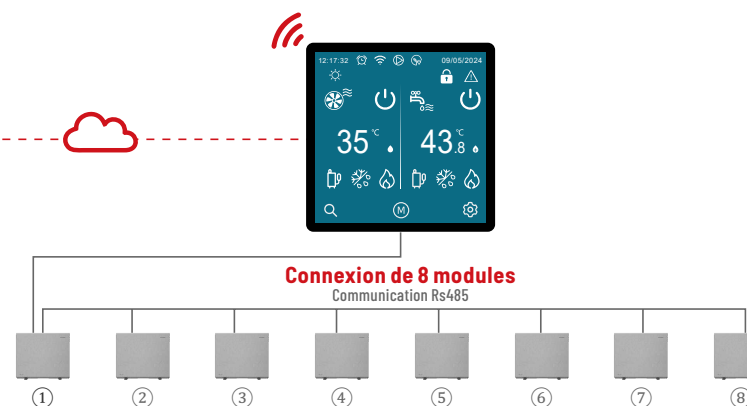 12:17:32 09/05/2024
35 °C 43.8 °C
M
Connexion de 8 modules
Communication Rs485
1 2 3 4 5 6 7 8